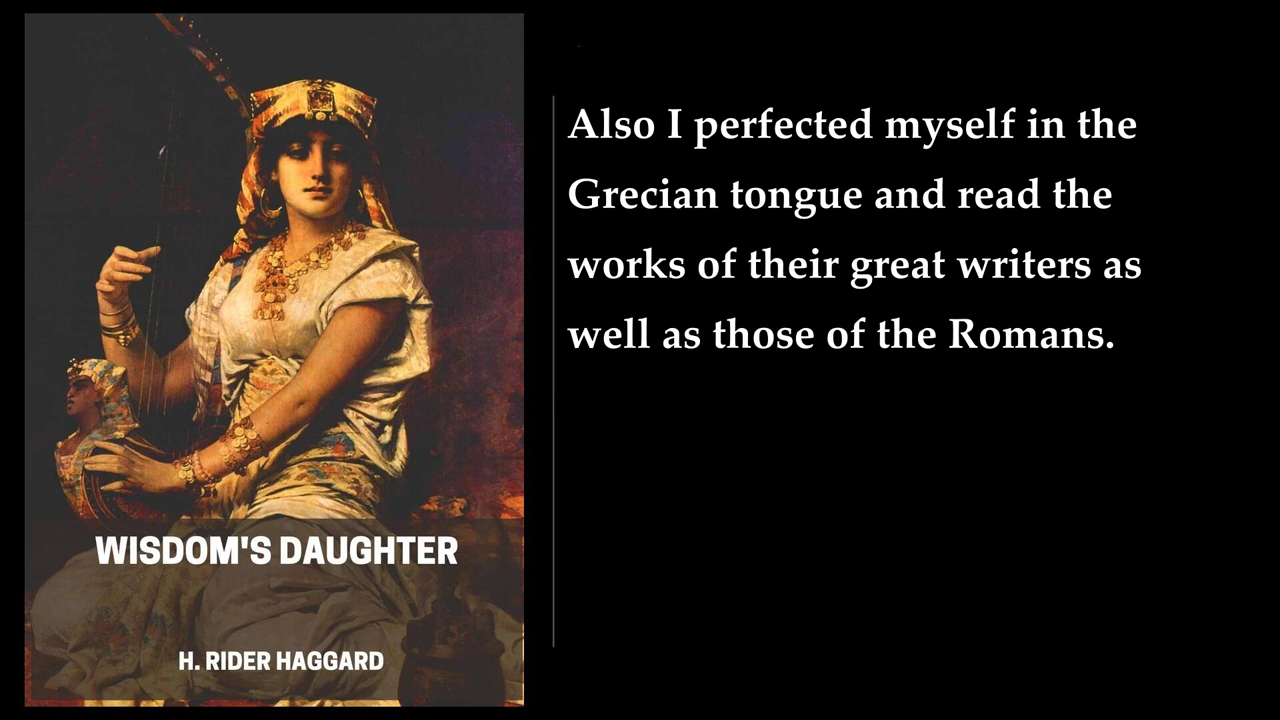 WISDOM'S DAUGHTER
H. RIDER HAGGARD
Also I perfected myself in the
Grecian tongue and read the
works of their great writers as
well as those of the Romans.